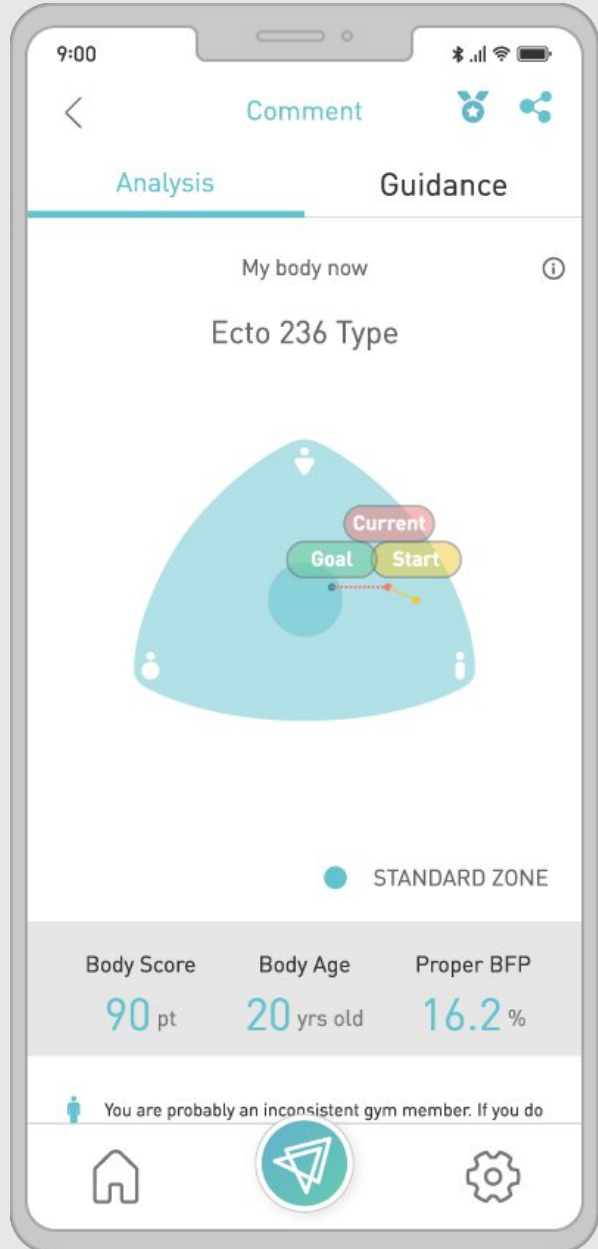 9:00
Comment
Analysis Guidance
My body now
Ecto 236 Type
Current
Goal Start
STANDARD ZONE
Body Score Body Age Proper BFP
90 pt 20 yrs old 16.2 %
You are probably an inconsistent gym member. If you do